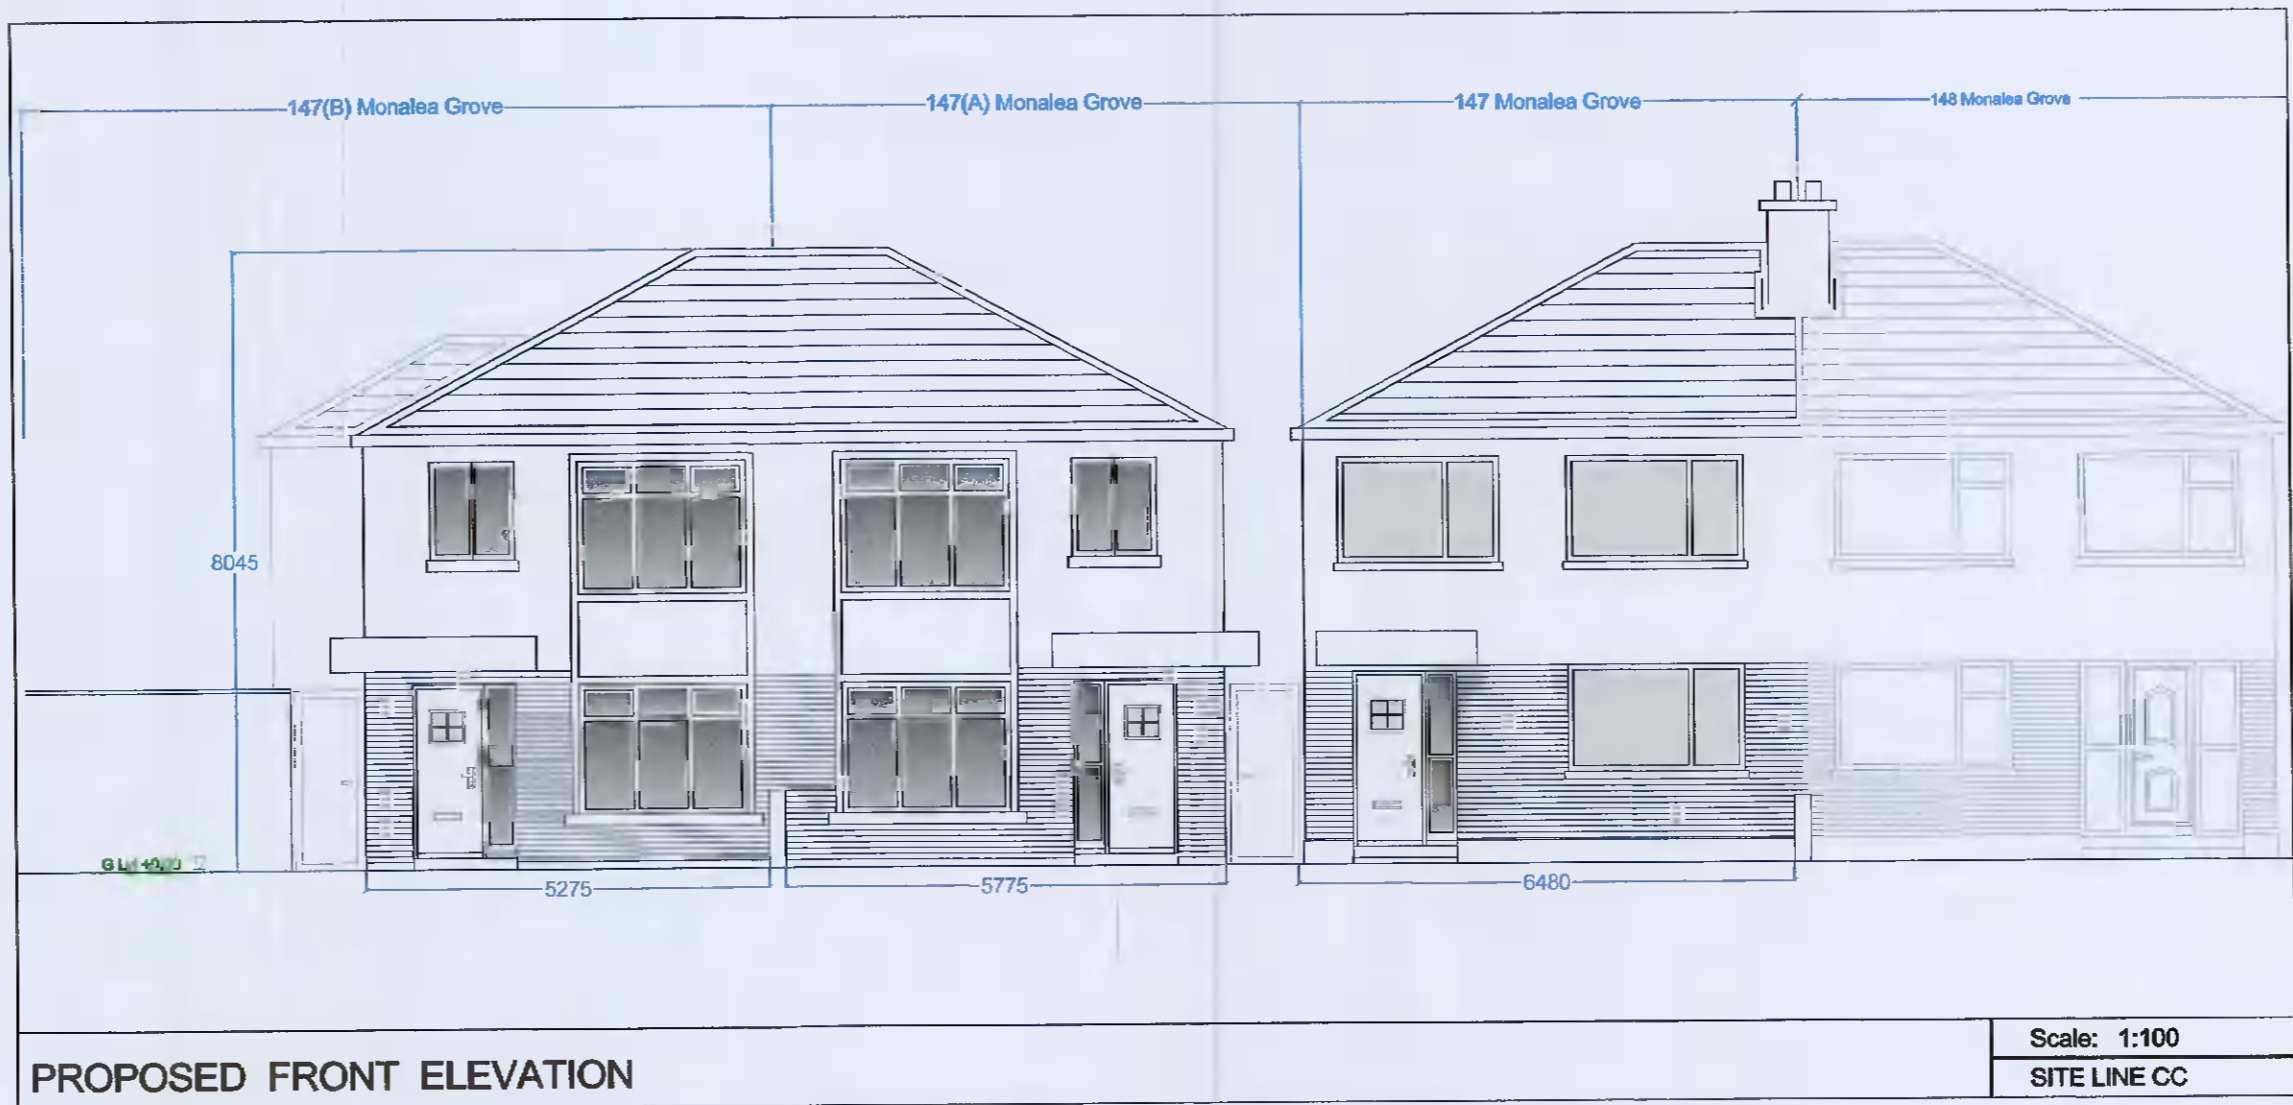 147(B) Monalea Grove
147(A) Monalea Grove
147 Monalea Grove
148 Monalea Grove
8045
5275
5775
6480
PROPOSED FRONT ELEVATION
Scale: 1:100
SITE LINE CC